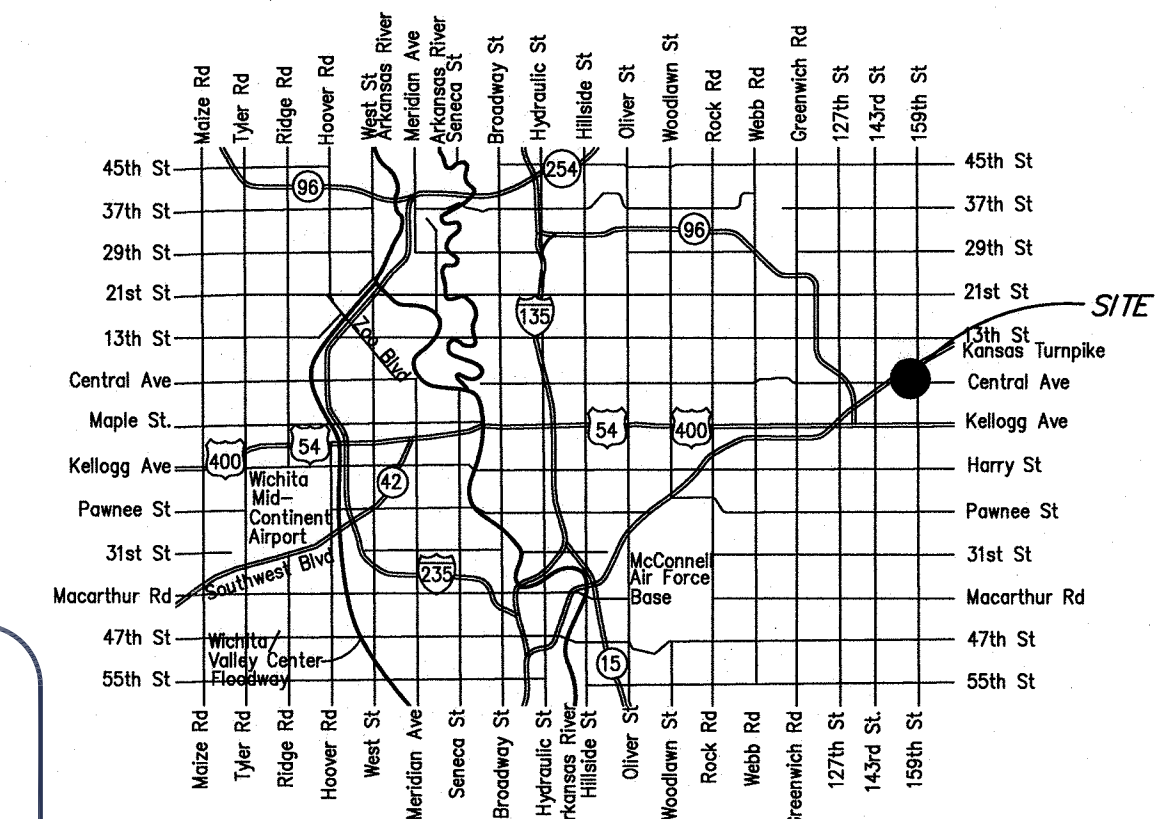 Maize Rd
Tyler Rd
Ridge Rd
Hoover Rd
West St
Arkansas River
Meridian Ave
Arkansas River
Seneca St
Broadway St
Hydraulic St
Hillside St
Oliver St
Woodlawn St
Rock Rd
Webb Rd
Greenwich Rd
127th St
143rd St
159th St
45th St
254
45th St
96
37th St
37th St
96
29th St
29th St
21st St
21st St
SITE
135
13th St
Zoo Blvd
13th St
Kansas Turnpike
Central Ave
Central Ave
Maple St.
54
400
Kellogg Ave
54
400
Kellogg Ave
Harry St
Wichita
Mid-
Continent
Airport
42
Pawnee St
Pawnee St
31st St
31st St
Southwest Blvd
235
McConnell
Air Force
Base
Macarthur Rd
Macarthur Rd
47th St
47th St
Wichita/
Valley Center
Floodway
15
55th St
55th St
Maize Rd
Tyler Rd
Ridge Rd
Hoover Rd
West St
Meridian Ave
Seneca St
Broadway St
Hydraulic St
Arkansas River
Hillside St
Oliver St
Woodlawn St
Rock Rd
Webb Rd
Greenwich Rd
127th St
143rd St.
159th St